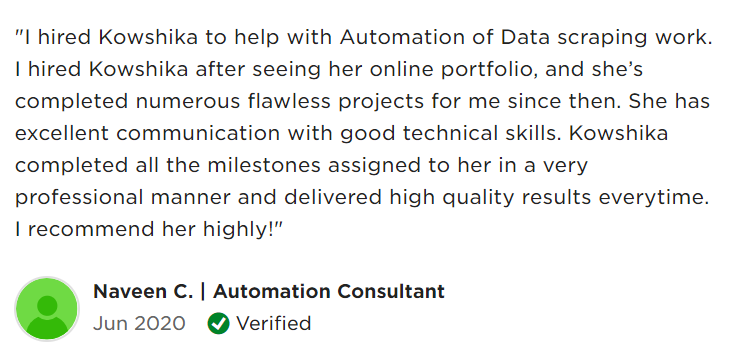 "I hired Kowshika to help with Automation of Data scraping work.
I hired Kowshika after seeing her online portfolio, and she’s
completed numerous flawless projects for me since then. She has
excellent communication with good technical skills. Kowshika
completed all the milestones assigned to her in a very
professional manner and delivered high quality results everytime.
I recommend her highly!"
Naveen C. | Automation Consultant
Jun 2020 Verified